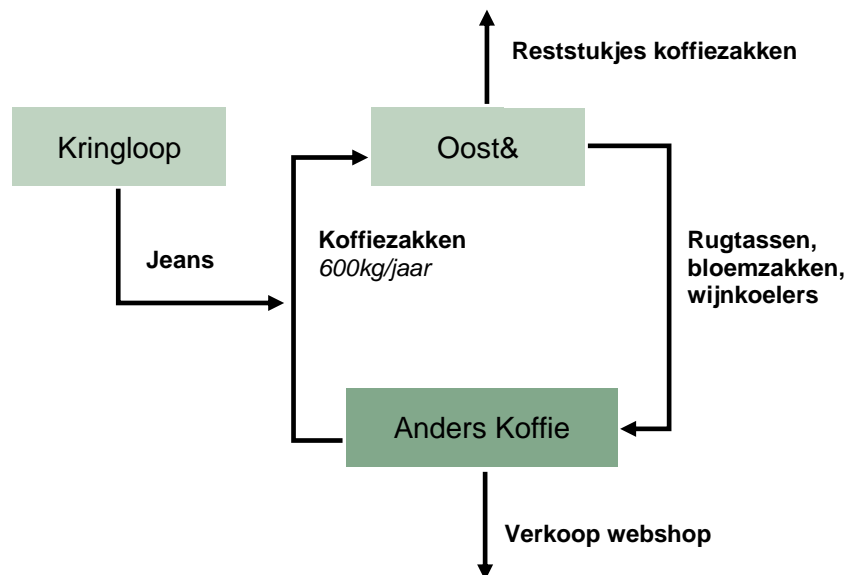 Reststukjes koffiezakken
Kringloop
Oost&
Jeans
Koffiezakken
600kg/jaar
Rugtassen,
bloemzakken,
wijnkoelers
Anders Koffie
Verkoop webshop